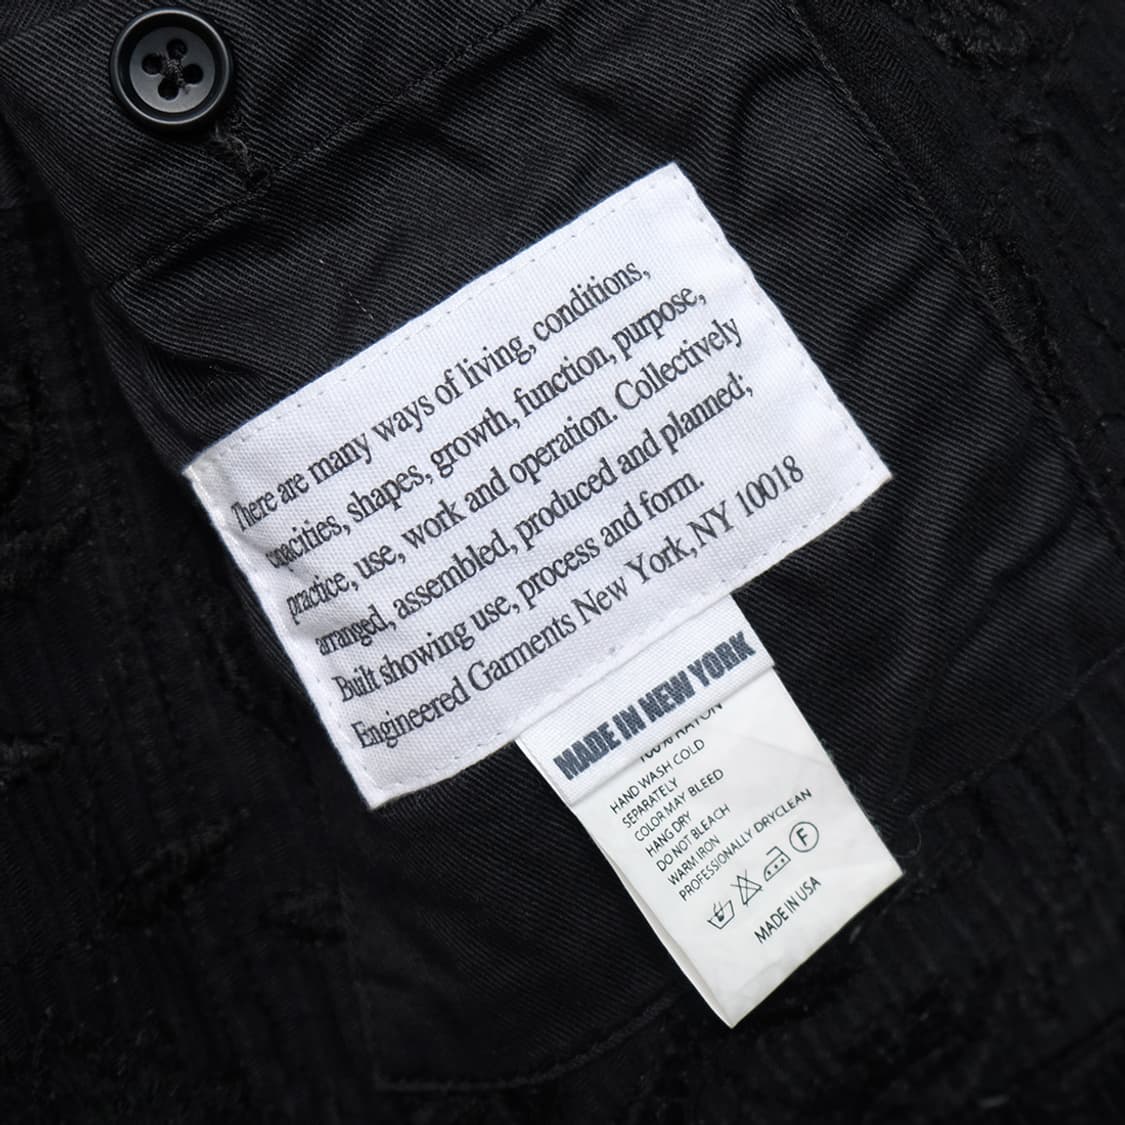 There are many ways of living, conditions,
capacities, shapes, growth, function, purpose,
practice, use, work and operation. Collectively
arranged, assembled, produced and planned;
Built showing use, process and form.
Engineered Garments New York, NY 10018
MADE IN NEW YORK
100% RAYON
HAND WASH COLD
SEPARATELY
COLOR MAY BLEED
HANG DRY
DO NOT BLEACH
WARM IRON
PROFESSIONALLY DRYCLEAN
F
MADE IN USA